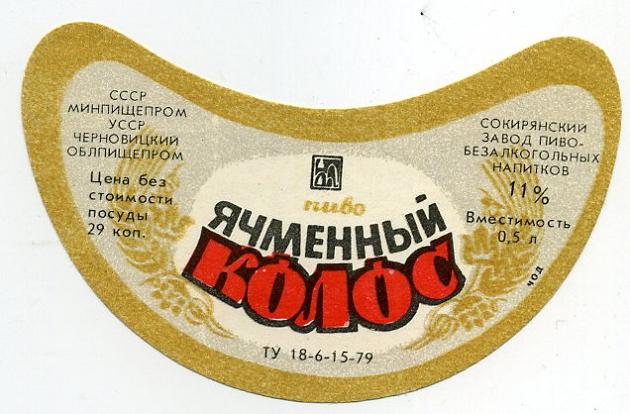 СССР
МИНПИЩЕПРОМ
УССР
ЧЕРНОВИЦКИЙ
ОБЛПИЩЕПРОМ
Цена без
стоимости
посуды
29 коп.
пиво
ЯЧМЕННЫЙ
КОЛОС
ТУ 18-6-15-79
СОКИРЯНСКИЙ
ЗАВОД ПИВО-
БЕЗАЛКОГОЛЬНЫХ
НАПИТКОВ
11%
Вместимость
0,5 л
ЧОД